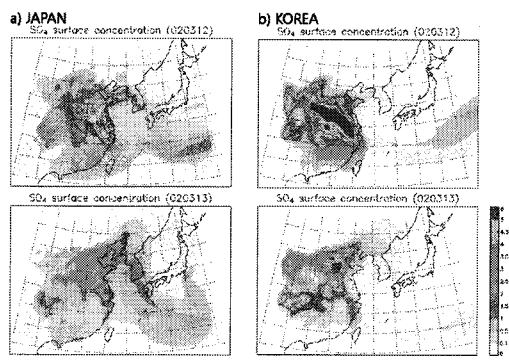 a) JAPAN
b) KOREA
SO₄ surface concentration (020312)
SO₄ surface concentration (020312)
SO₄ surface concentration (020313)
SO₄ surface concentration (020313)